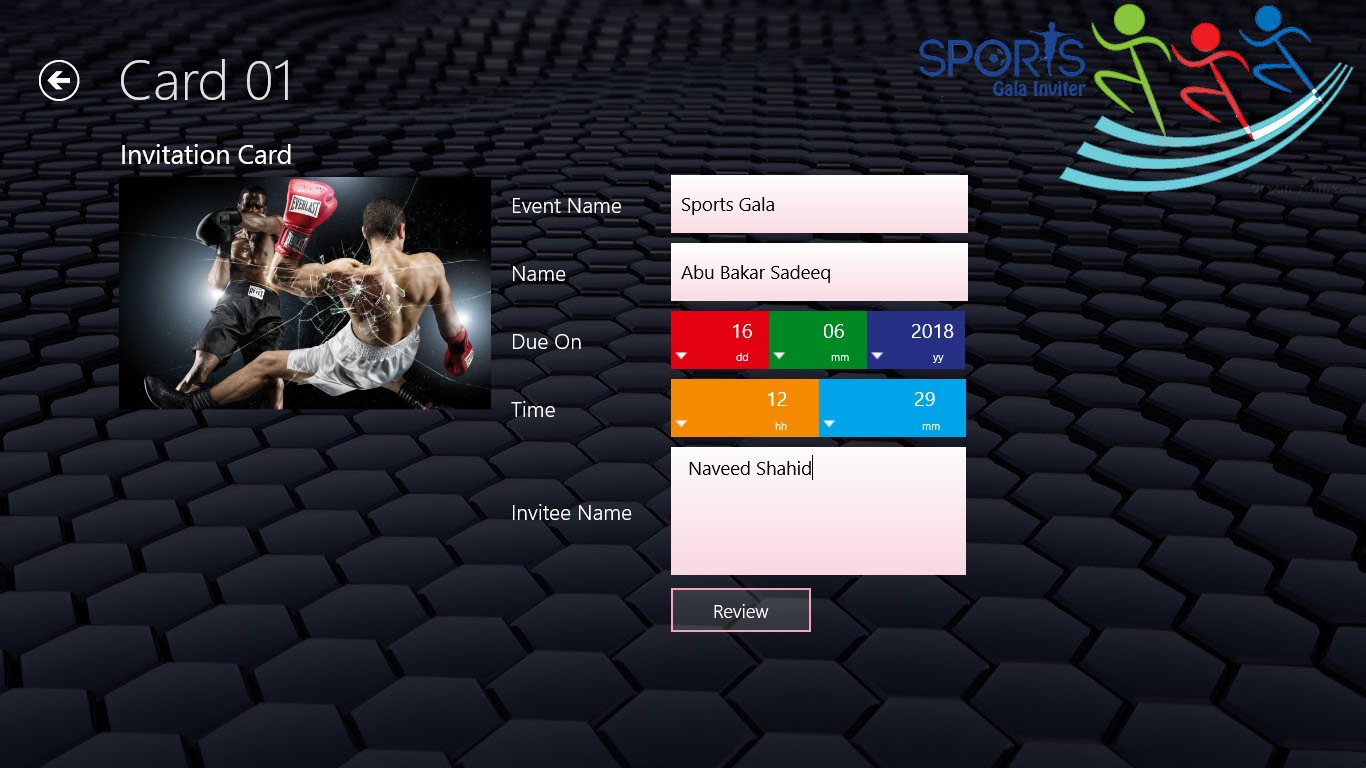 Card 01
SPORTS
Gala Inviter
Invitation Card
EVERLAST
Event Name
Sports Gala
Name
Abu Bakar Sadeeq
Due On
16
06
2018
dd
mm
yy
Time
12
29
hh
mm
Invitee Name
Naveed Shahid
Review